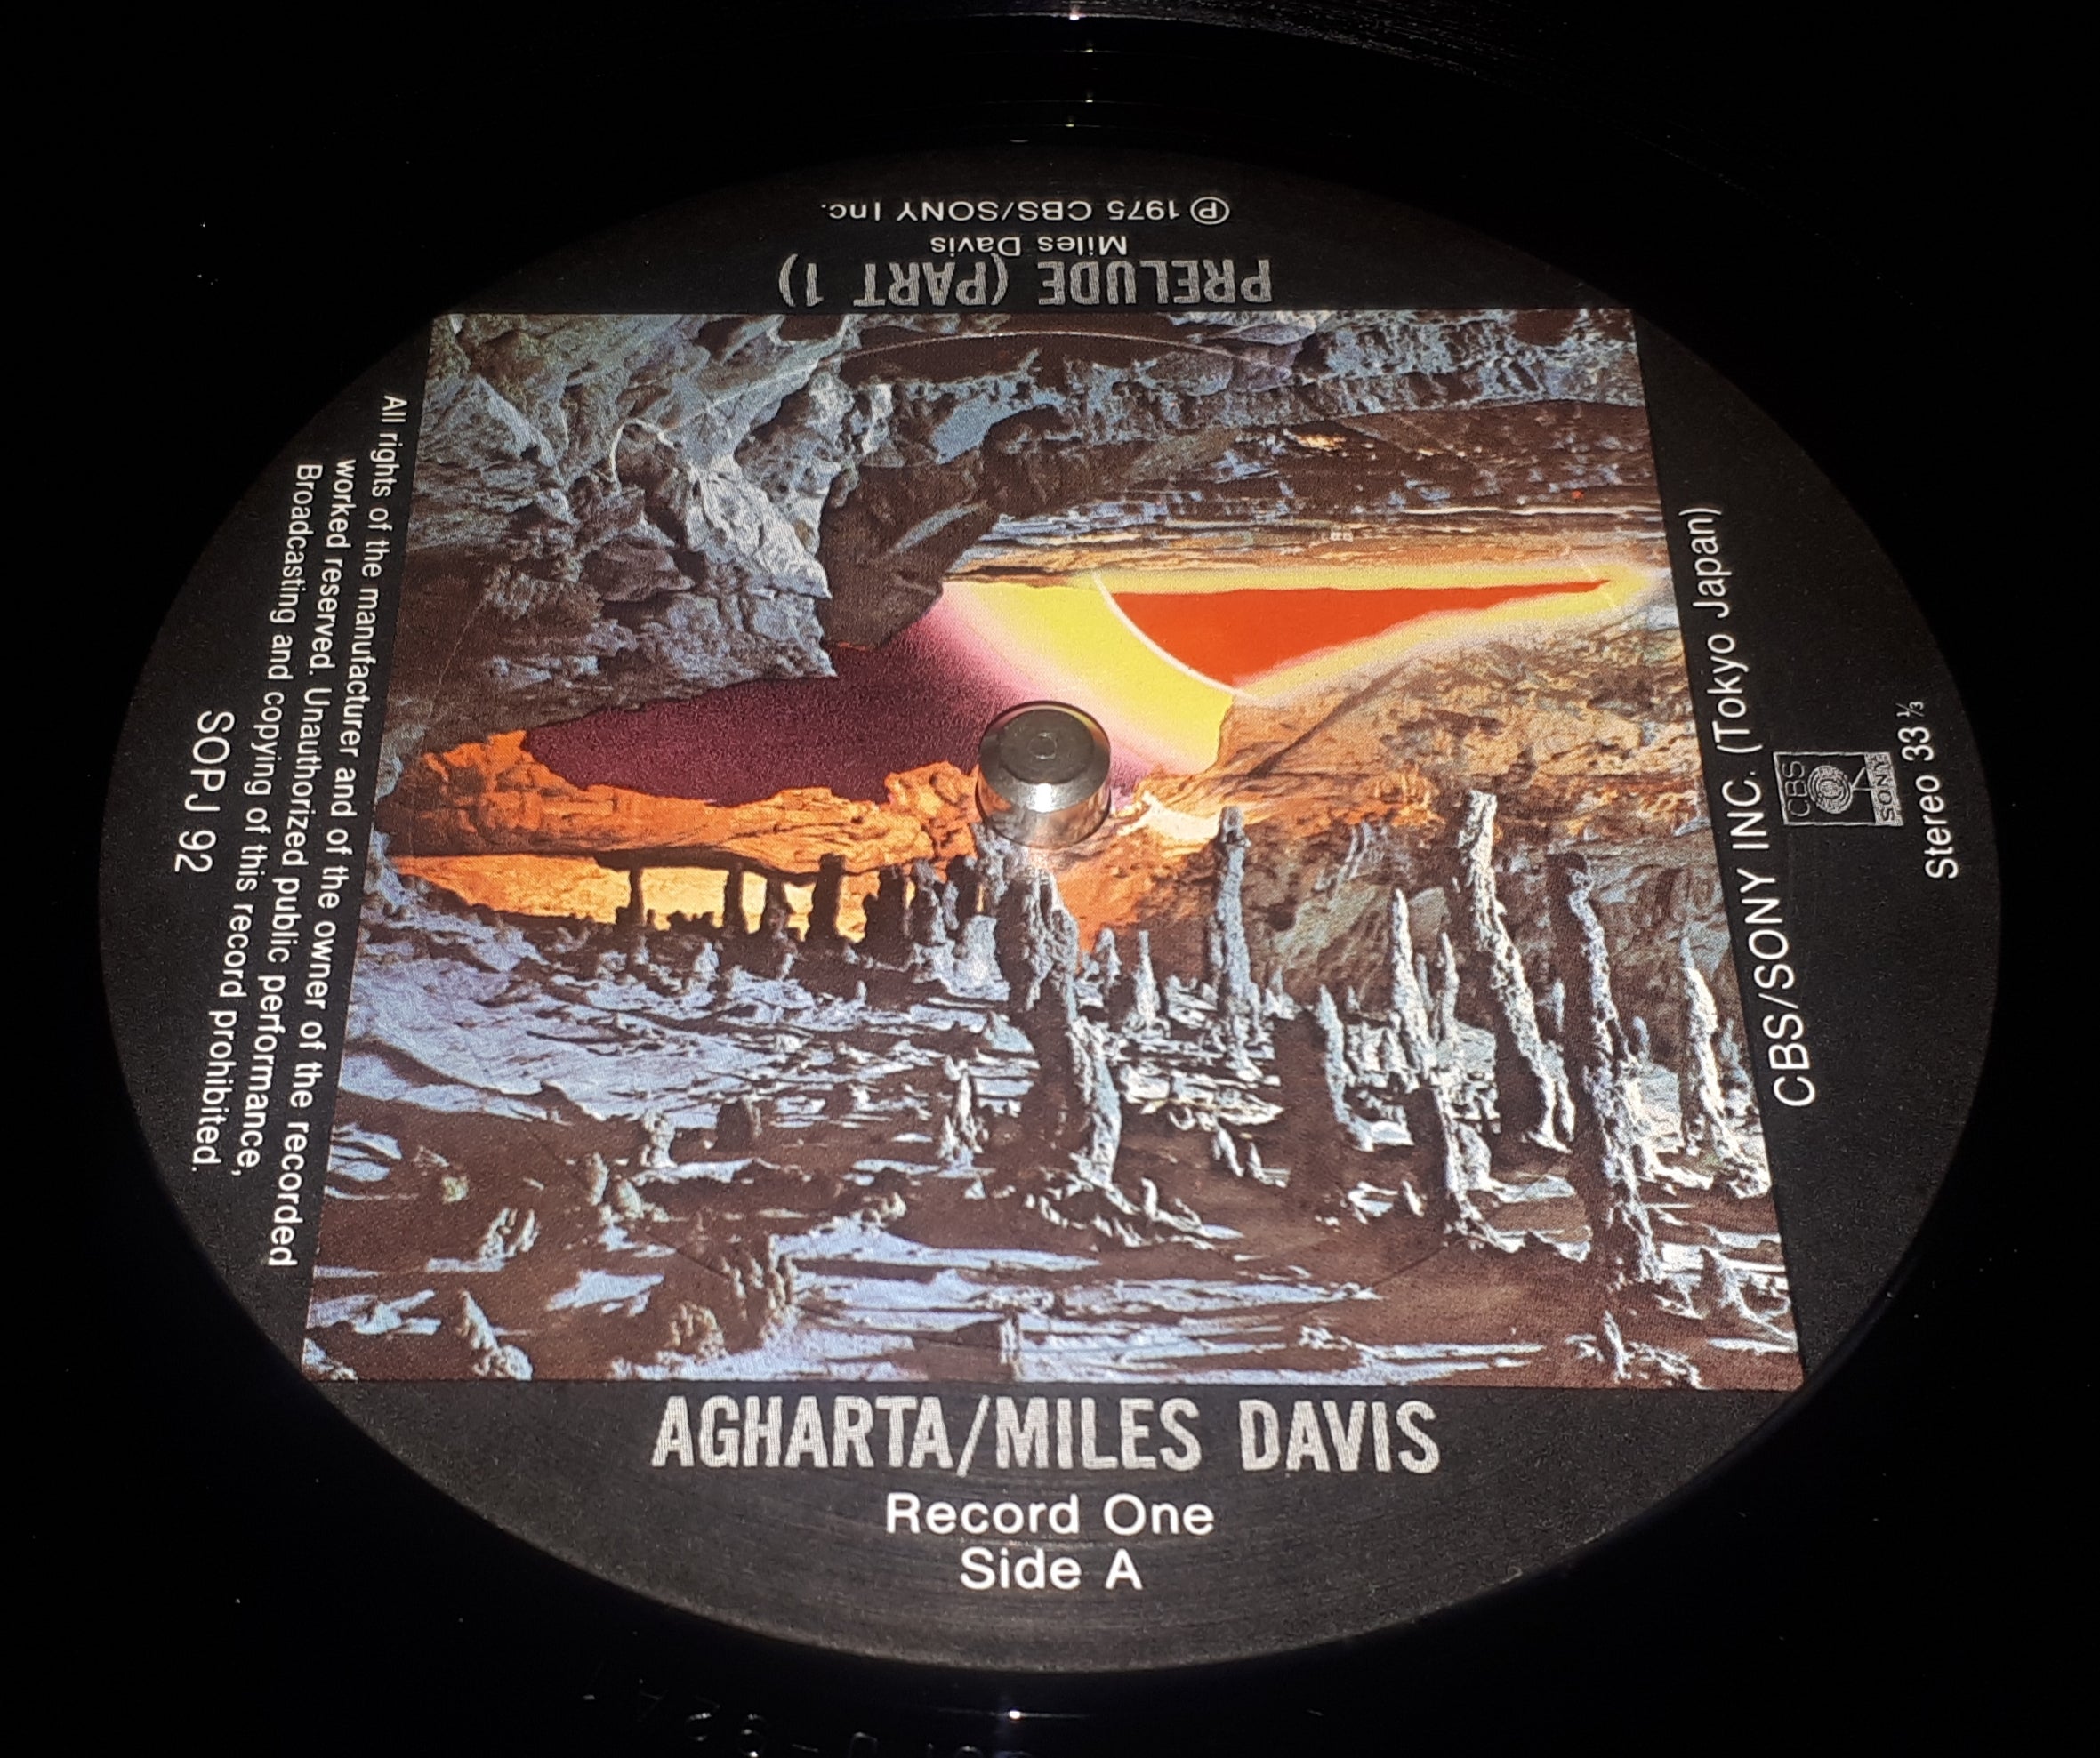 AGHARTA/MILES DAVIS
Record One
Side A
All rights of the manufacturer and of the owner of the recorded
worked reserved. Unauthorized public performance,
Broadcasting and copying of this record prohibited.
SOPJ 92
PRELUDE (PART 1)
Miles Davis
℗ 1975 CBS/SONY Inc.
CBS/SONY INC. (Tokyo Japan)
CBS
SONY
Stereo 33⅓